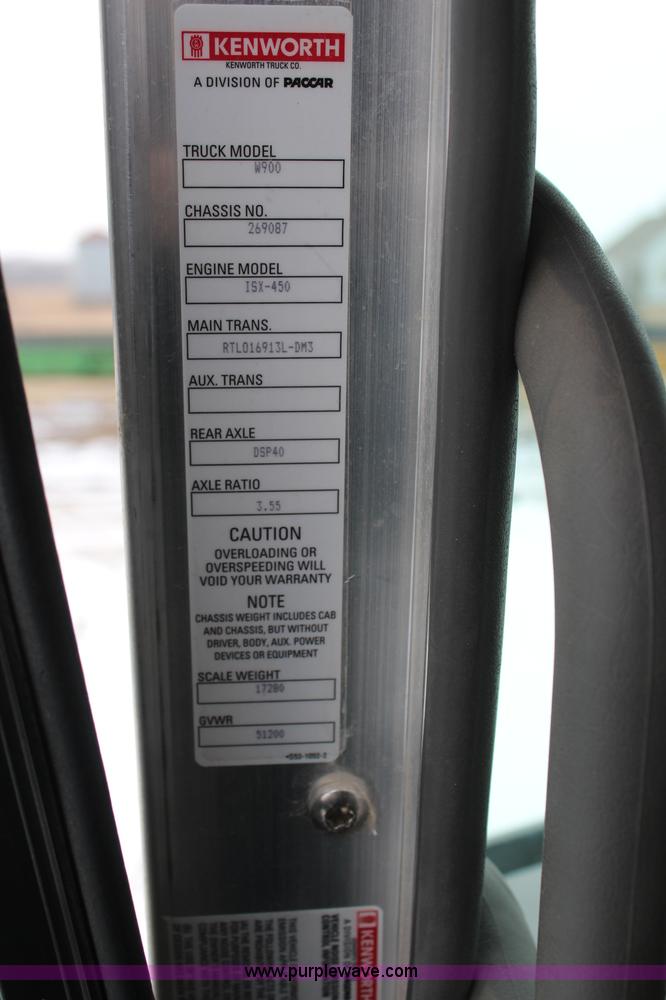 KENWORTH
KENWORTH TRUCK CO.
A DIVISION OF PACCAR
TRUCK MODEL
W900
CHASSIS NO.
269087
ENGINE MODEL
ISX-450
MAIN TRANS.
RTLO16913L-DM3
AUX. TRANS
REAR AXLE
DSP40
AXLE RATIO
3.55
CAUTION
OVERLOADING OR
OVERSPEEDING WILL
VOID YOUR WARRANTY
NOTE
CHASSIS WEIGHT INCLUDES CAB
AND CHASSIS, BUT WITHOUT
DRIVER, BODY, AUX. POWER
DEVICES OR EQUIPMENT
SCALE WEIGHT
17280
GVWR
51200
KENWORTH
www.purplewave.com